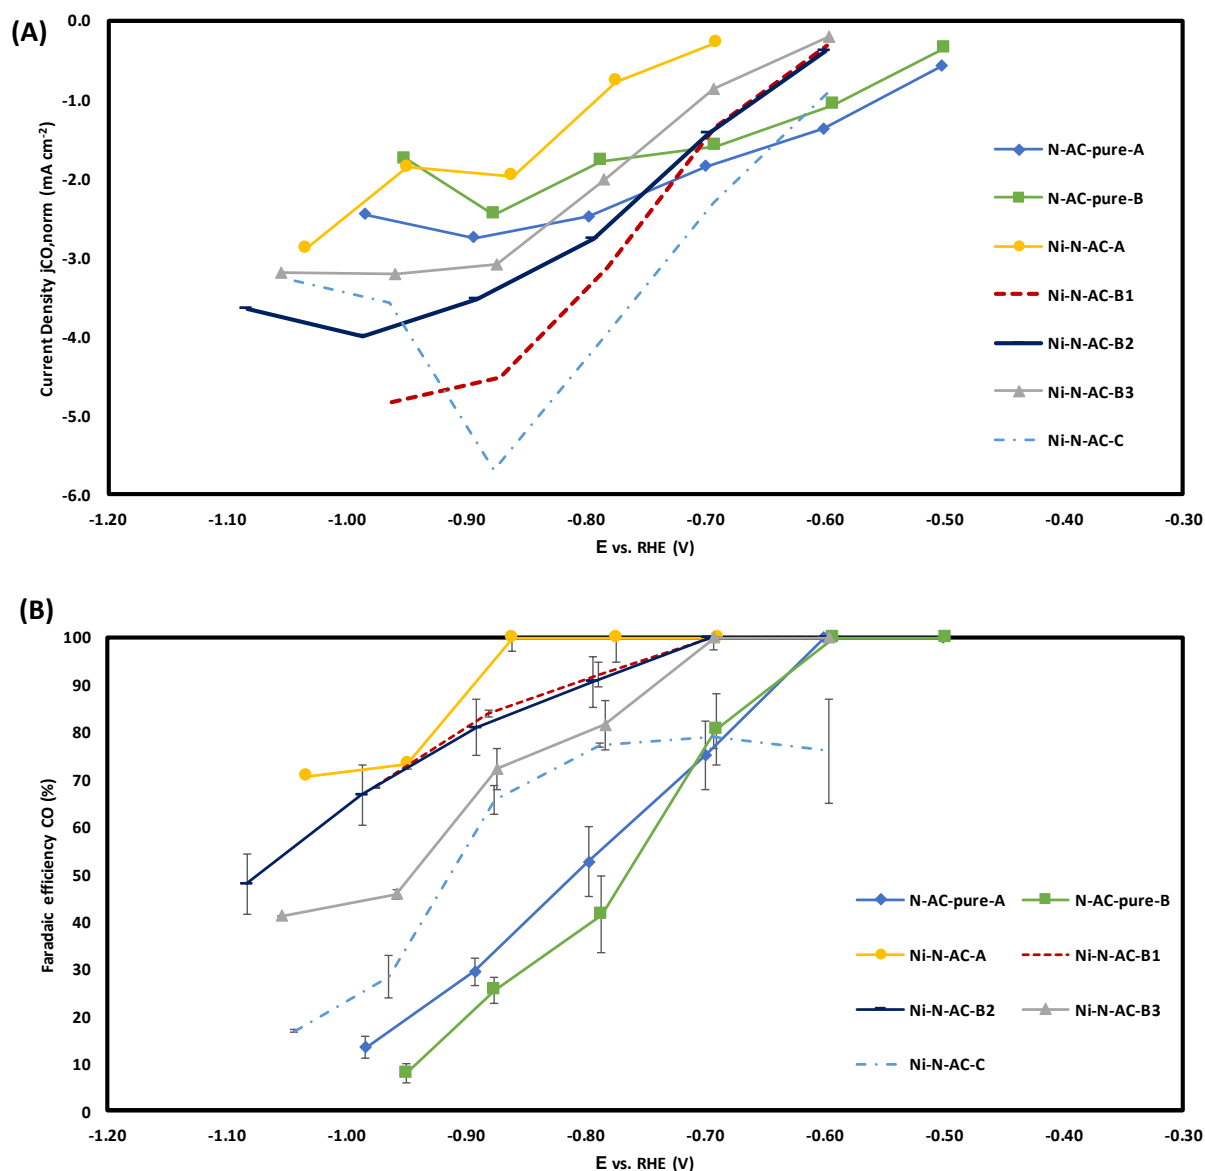 (A)
0.0
-1.0
-2.0
-3.0
-4.0
-5.0
-6.0
Current Density jCO,norm (mA cm-2)
N-AC-pure-A
N-AC-pure-B
Ni-N-AC-A
Ni-N-AC-B1
Ni-N-AC-B2
Ni-N-AC-B3
Ni-N-AC-C
-1.20 -1.10 -1.00 -0.90 -0.80 -0.70 -0.60 -0.50 -0.40 -0.30
E vs. RHE (V)
(B)
100
90
80
70
60
50
40
30
20
10
0
Faradaic efficiency CO (%)
N-AC-pure-A N-AC-pure-B
Ni-N-AC-A Ni-N-AC-B1
Ni-N-AC-B2 Ni-N-AC-B3
Ni-N-AC-C
-1.20 -1.10 -1.00 -0.90 -0.80 -0.70 -0.60 -0.50 -0.40 -0.30
E vs. RHE (V)